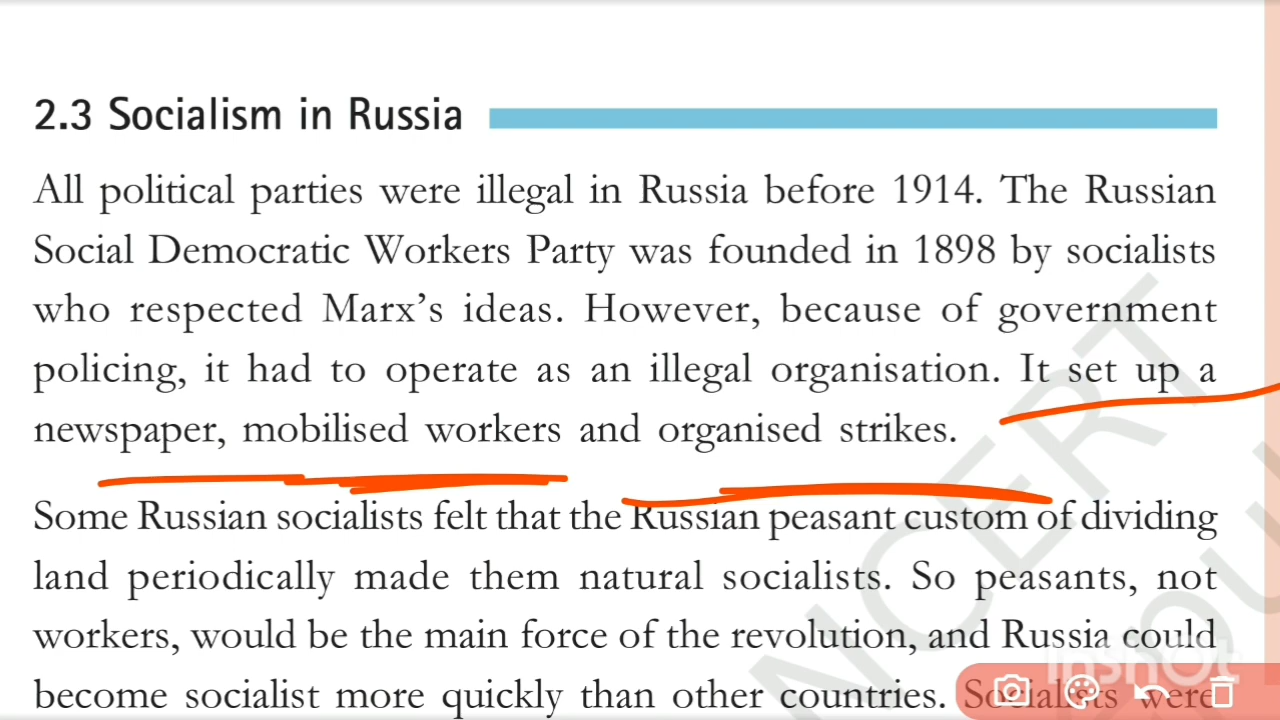 2.3 Socialism in Russia
All political parties were illegal in Russia before 1914. The Russian
Social Democratic Workers Party was founded in 1898 by socialists
who respected Marx’s ideas. However, because of government
policing, it had to operate as an illegal organisation. It set up a
newspaper, mobilised workers and organised strikes.
Some Russian socialists felt that the Russian peasant custom of dividing
land periodically made them natural socialists. So peasants, not
workers, would be the main force of the revolution, and Russia could
become socialist more quickly than other countries. Socialists were
NCERT
InShOt